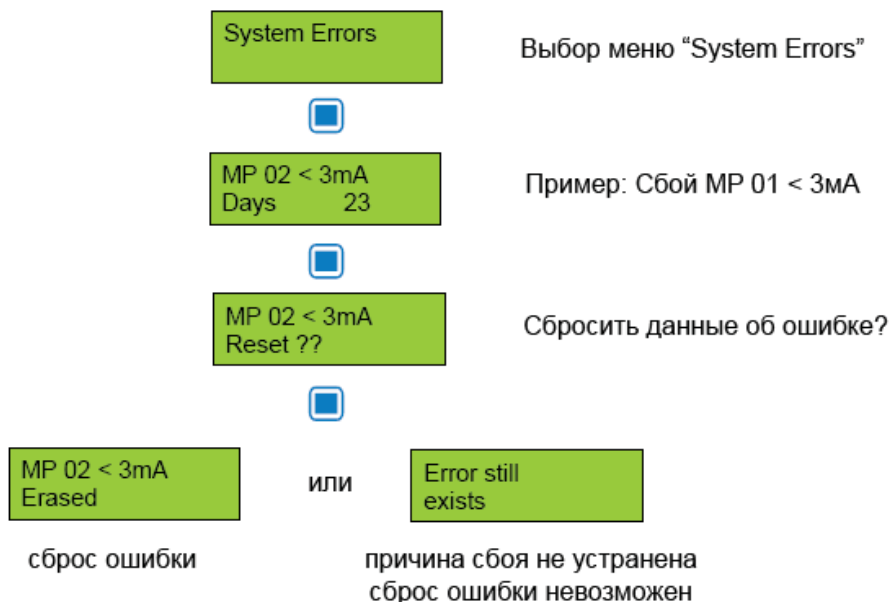 System Errors
Выбор меню “System Errors”
MP 02 < 3mA
Days 23
Пример: Сбой МР 01 < 3мА
MP 02 < 3mA
Reset ??
Сбросить данные об ошибке?
MP 02 < 3mA
Erased
или
Error still
exists
сброс ошибки
причина сбоя не устранена
сброс ошибки невозможен